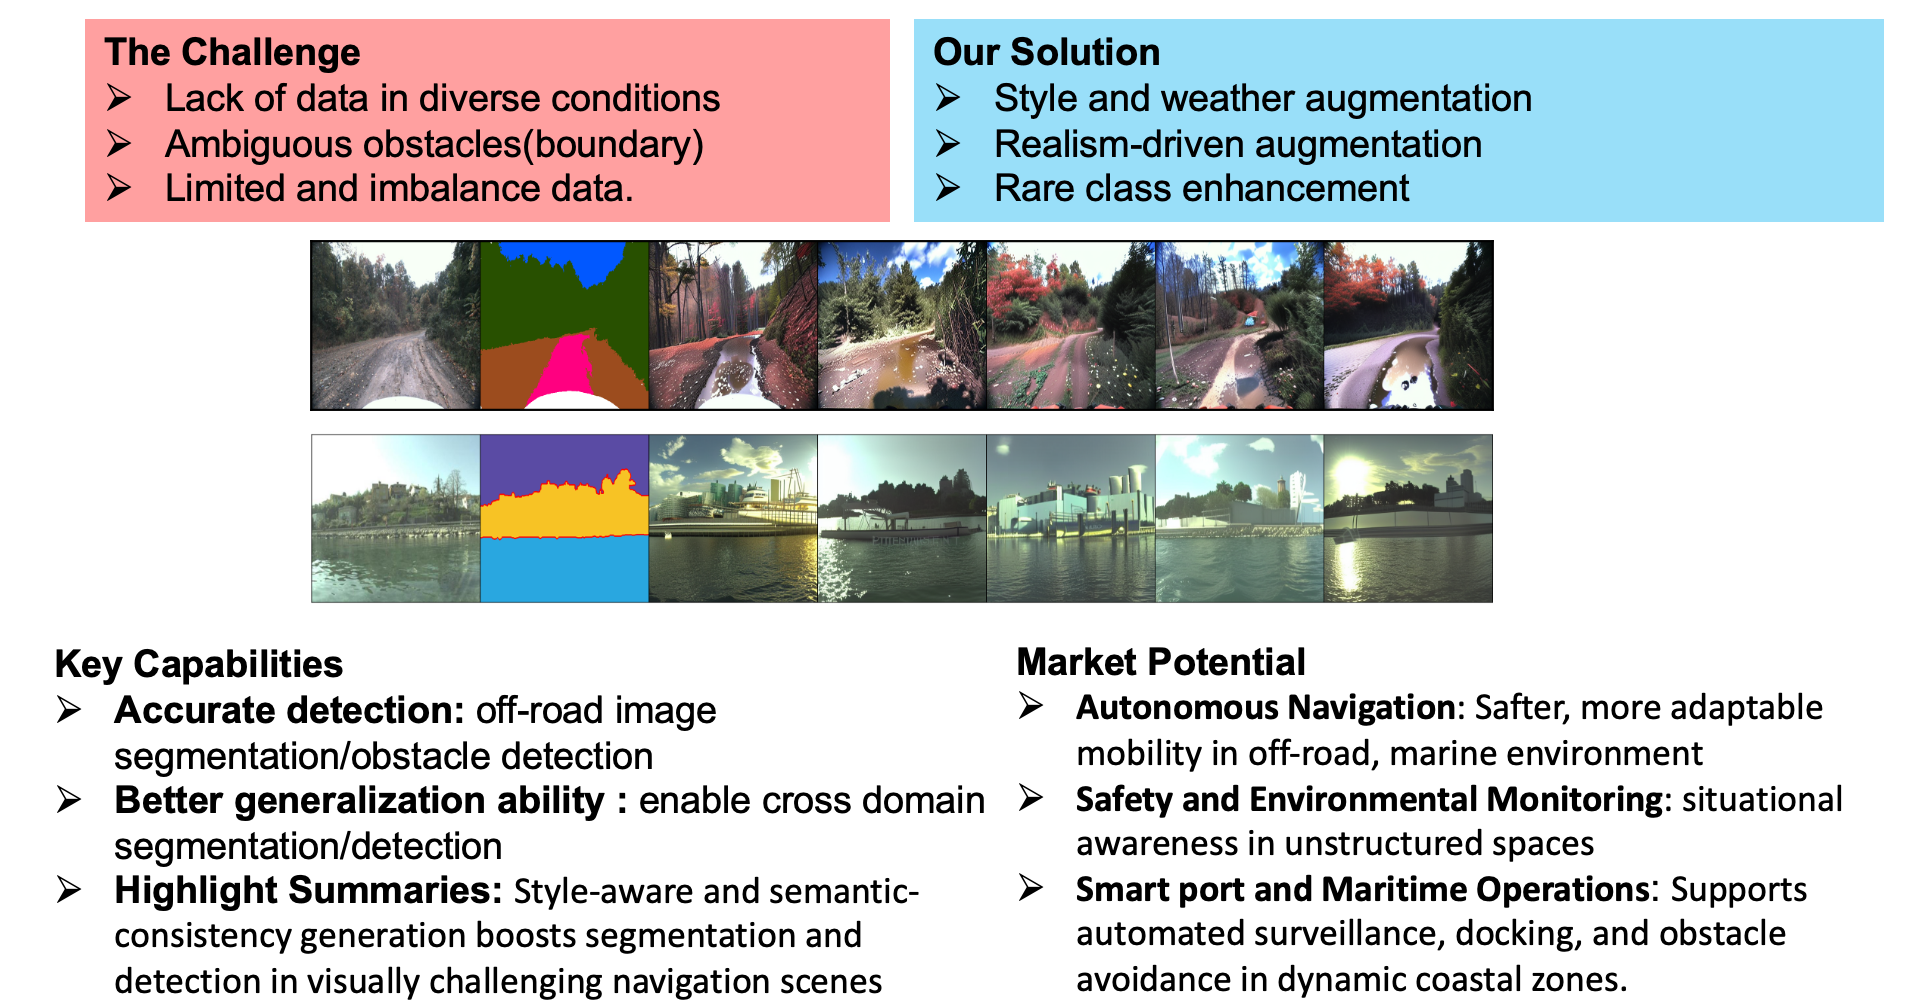 The Challenge
➢ Lack of data in diverse conditions
➢ Ambiguous obstacles(boundary)
➢ Limited and imbalance data.
Our Solution
➢ Style and weather augmentation
➢ Realism-driven augmentation
➢ Rare class enhancement
Key Capabilities
➢ Accurate detection: off-road image
segmentation/obstacle detection
➢ Better generalization ability : enable cross domain
segmentation/detection
➢ Highlight Summaries: Style-aware and semantic-
consistency generation boosts segmentation and
detection in visually challenging navigation scenes
Market Potential
➢ Autonomous Navigation: Safter, more adaptable
mobility in off-road, marine environment
➢ Safety and Environmental Monitoring: situational
awareness in unstructured spaces
➢ Smart port and Maritime Operations: Supports
automated surveillance, docking, and obstacle
avoidance in dynamic coastal zones.